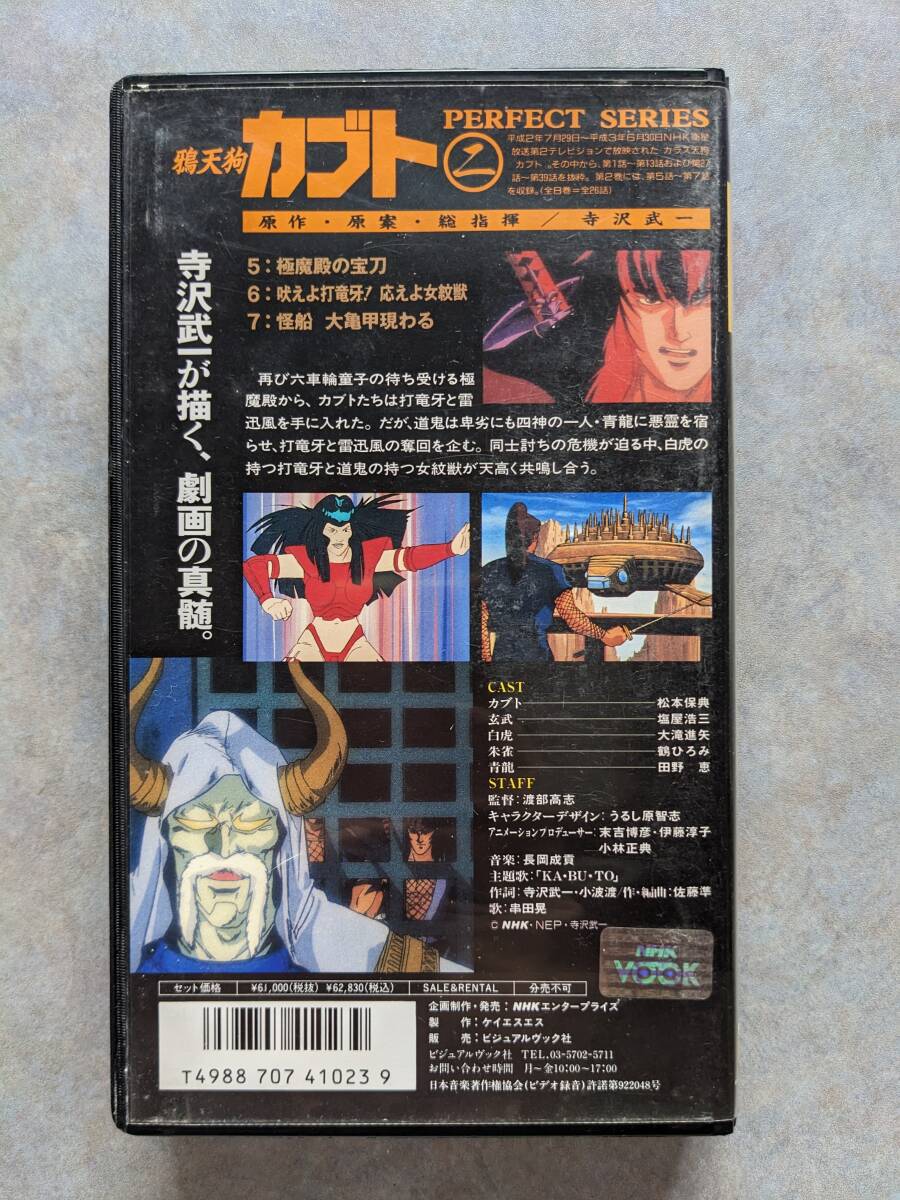 鴉天狗カブト
PERFECT SERIES
②
平成2年7月29日〜平成3年6月30日NHK衛星
放送第2テレビジョンで放映された カラス天狗
カブト 。その中から、第1話〜第13話および第27
話〜第39話を抜粋。第2巻には、第5話〜第7話
を収録。(全8巻=全26話)
原作・原案・総指揮/寺沢武一
寺沢武一が描く、劇画の真髄。
5:極魔殿の宝刀
6:吠えよ打竜牙!応えよ女紋獣
7:怪船 大亀甲現わる
再び六車輪童子の待ち受ける極
魔殿から、カブトたちは打竜牙と雷
迅風を手に入れた。だが、道鬼は卑劣にも四神の一人・青龍に悪霊を宿
らせ、打竜牙と雷迅風の奪回を企む。同士討ちの危機が迫る中、白虎の
持つ打竜牙と道鬼の持つ女紋獣が天高く共鳴し合う。
CAST
カブト――松本保典
玄武――塩屋浩三
白虎――大滝進矢
朱雀――鶴ひろみ
青龍――田野 恵
STAFF
監督:渡部高志
キャラクターデザイン:うるし原智志
アニメーションプロデューサー:末吉博彦・伊藤淳子
小林正典
音楽:長岡成貢
主題歌:「KA・BU・TO」
作詞:寺沢武一・小波渡/作・編曲:佐藤準
歌:串田晃
© NHK・NEP・寺沢武一
NHK
VOOK
セット価格 ¥61,000(税抜) ¥62,830(税込) SALE&RENTAL 分売不可
企画制作・発売:NHKエンタープライズ
製 作:ケイエスエス
販 売:ビジュアルヴック社
ビジュアルヴック社 TEL.03-5702-5711
お問い合わせ時間 月〜金10:00〜17:00
日本音楽著作権協会(ビデオ録音)許諾第922048号
T4988 707 41023 9